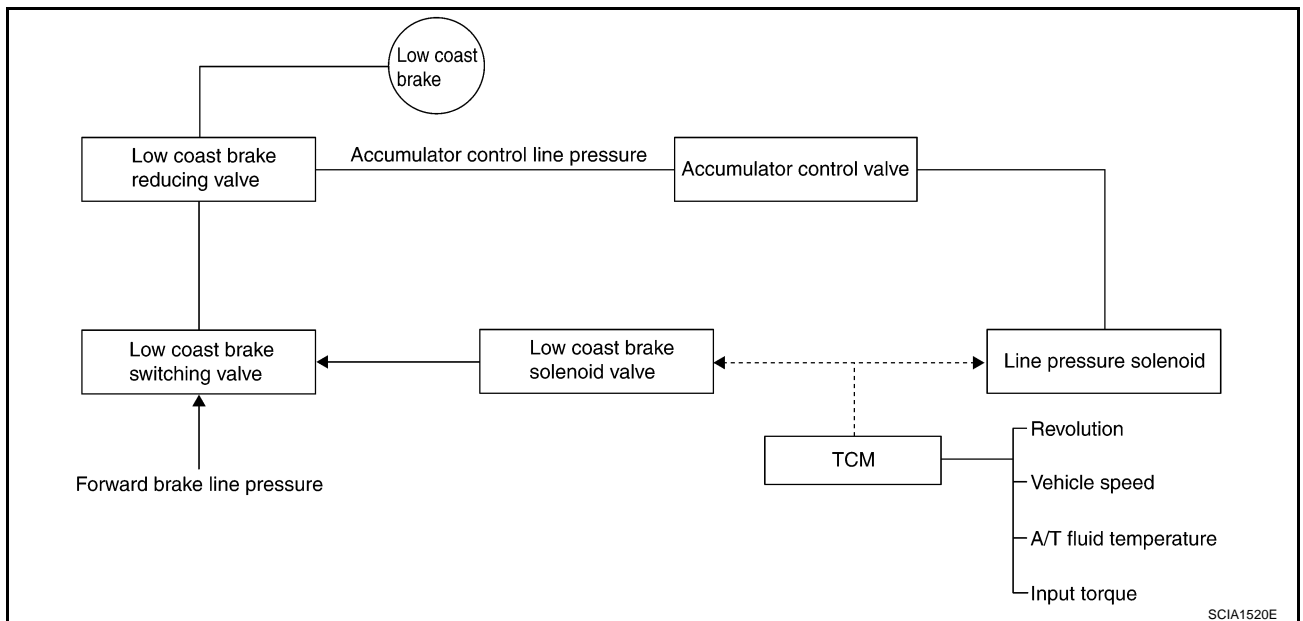 Low coast
brake
Low coast brake
reducing valve
Accumulator control line pressure
Accumulator control valve
Low coast brake
switching valve
Low coast brake
solenoid valve
Line pressure solenoid
Forward brake line pressure
TCM
Revolution
Vehicle speed
A/T fluid temperature
Input torque
SCIA1520E